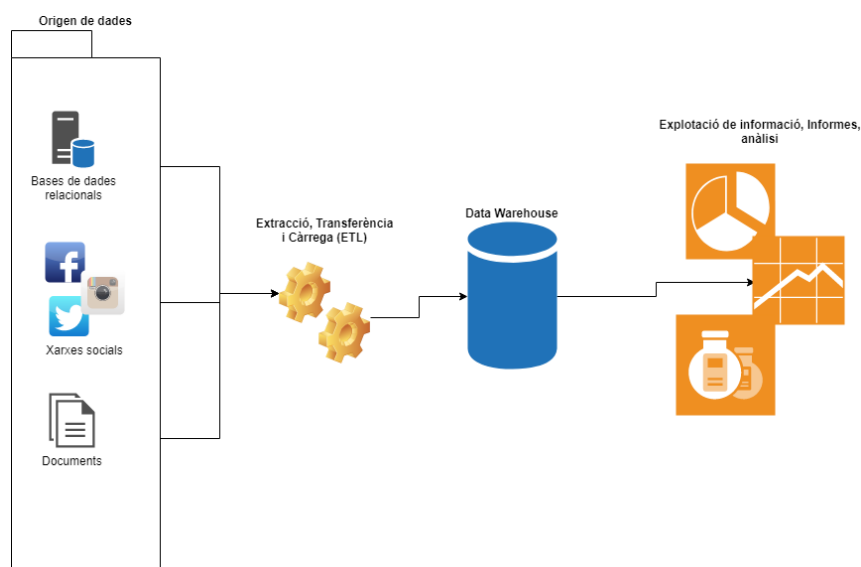 Origen de dades
Bases de dades
relacionals
Xarxes socials
Documents
Extracció, Transferència
i Càrrega (ETL)
Data Warehouse
Explotació de informació, Informes,
anàlisi